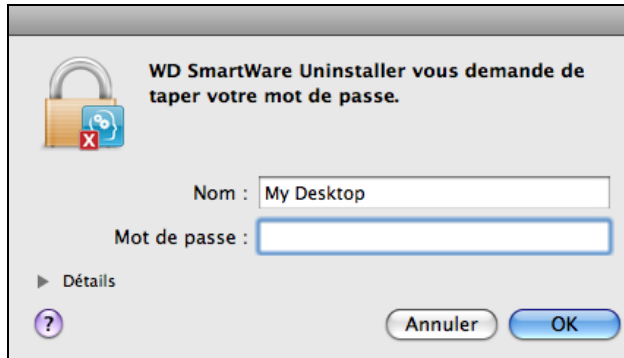 WD SmartWare Uninstaller vous demande de
taper votre mot de passe.
Nom : My Desktop
Mot de passe :
Détails
?
Annuler OK